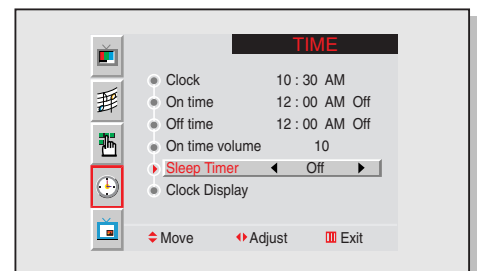 TIME
Clock 10 : 30 AM
On time 12 : 00 AM Off
Off time 12 : 00 AM Off
On time volume 10
Sleep Timer Off
Clock Display
Move Adjust Exit